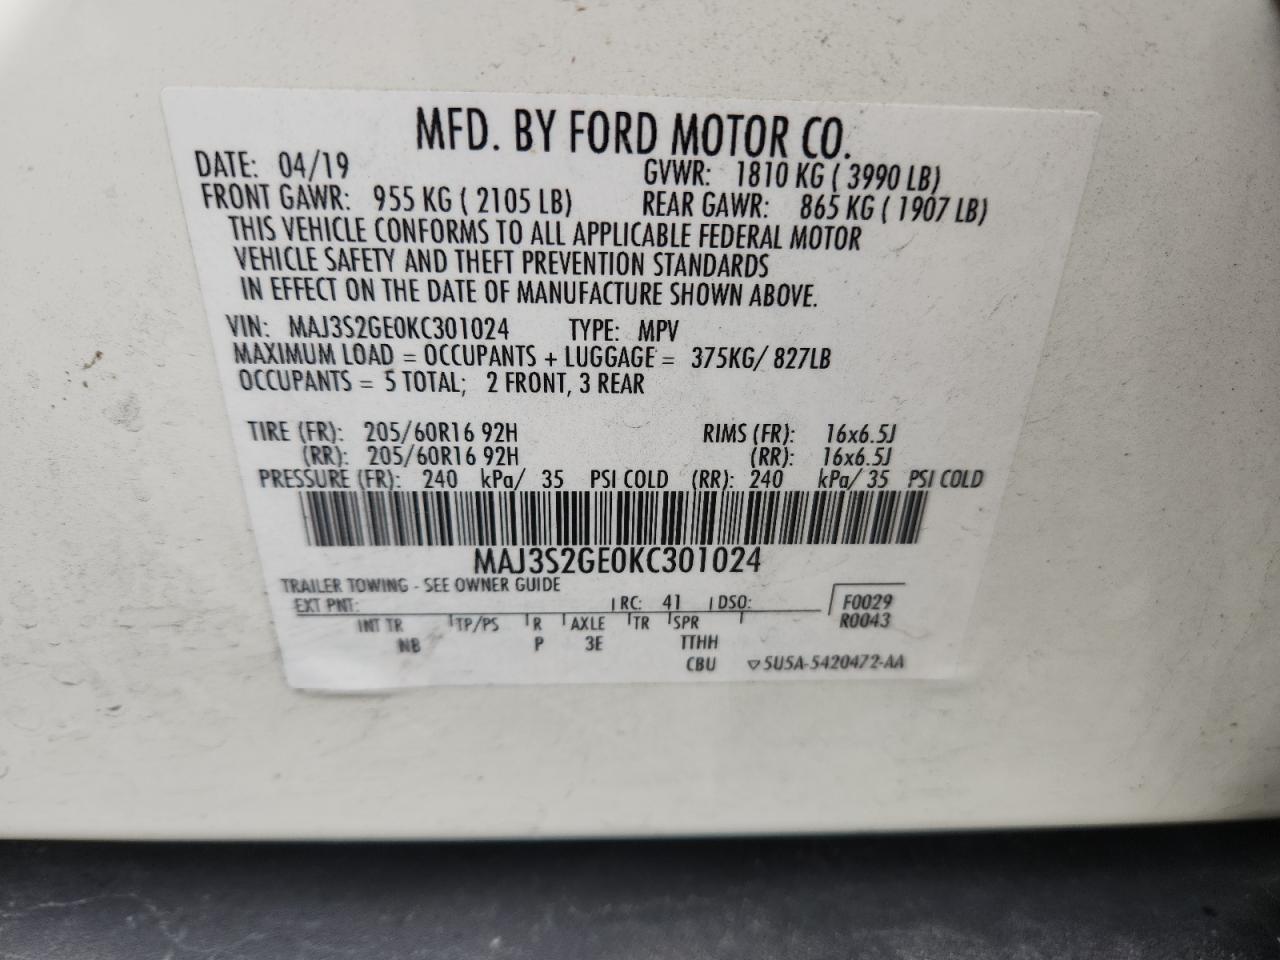 MFD. BY FORD MOTOR CO.
DATE: 04/19 GVWR: 1810 KG ( 3990 LB)
FRONT GAWR: 955 KG ( 2105 LB) REAR GAWR: 865 KG ( 1907 LB)
THIS VEHICLE CONFORMS TO ALL APPLICABLE FEDERAL MOTOR
VEHICLE SAFETY AND THEFT PREVENTION STANDARDS
IN EFFECT ON THE DATE OF MANUFACTURE SHOWN ABOVE.
VIN: MAJ3S2GE0KC301024 TYPE: MPV
MAXIMUM LOAD = OCCUPANTS + LUGGAGE = 375KG/ 827LB
OCCUPANTS = 5 TOTAL; 2 FRONT, 3 REAR
TIRE (FR): 205/60R16 92H RIMS (FR): 16x6.5J
(RR): 205/60R16 92H (RR): 16x6.5J
PRESSURE (FR): 240 kPa/ 35 PSI COLD (RR): 240 kPa/ 35 PSI COLD
MAJ3S2GE0KC301024
TRAILER TOWING - SEE OWNER GUIDE
EXT PNT: RC: 41 DSO: F0029
INT TR TP/PS R AXLE TR SPR R0043
NB P 3E TTHH
CBU ▽5U5A-5420472-AA